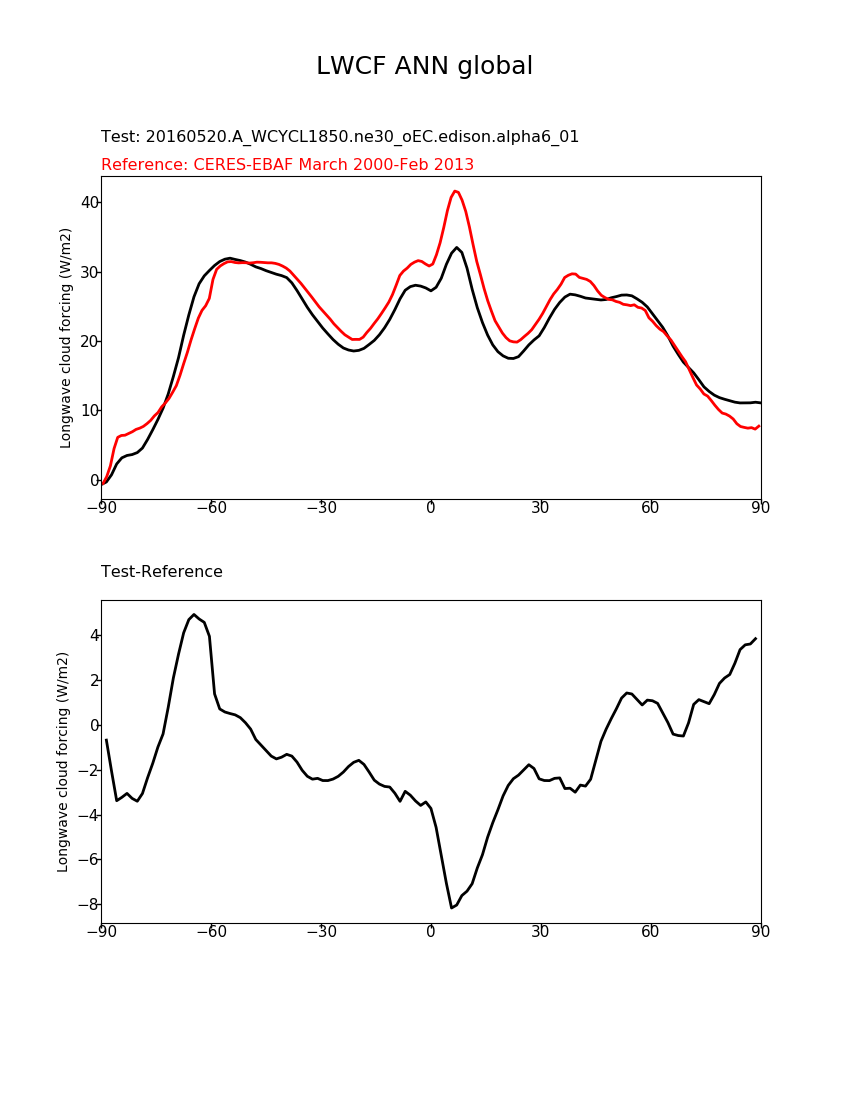 LWCF ANN global
Test: 20160520.A_WCYCL1850.ne30_oEC.edison.alpha6_01
Reference: CERES-EBAF March 2000-Feb 2013
Longwave cloud forcing (W/m2)
40
30
20
10
0
−90 −60 −30 0 30 60 90
Test-Reference
Longwave cloud forcing (W/m2)
4
2
0
−2
−4
−6
−8
−90 −60 −30 0 30 60 90